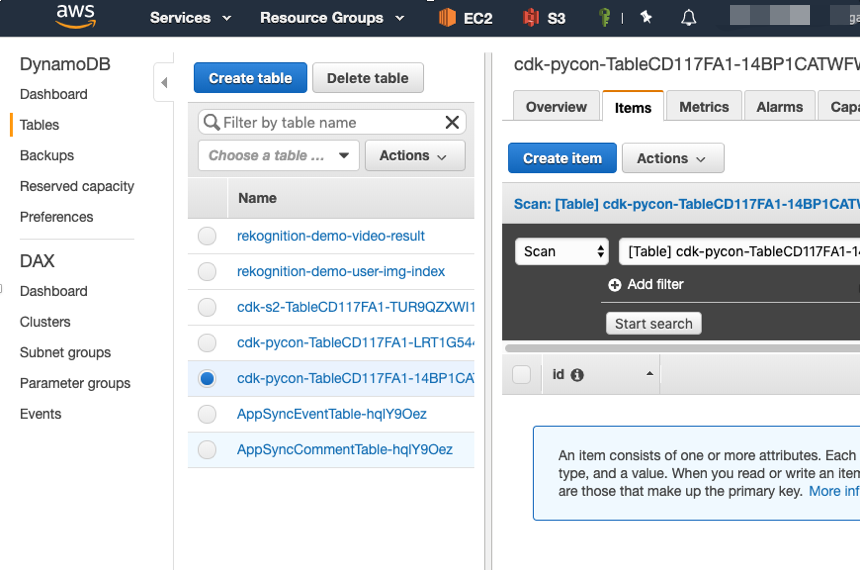 aws
Services
Resource Groups
EC2
S3
DynamoDB
Dashboard
Tables
Backups
Reserved capacity
Preferences
DAX
Dashboard
Clusters
Subnet groups
Parameter groups
Events
Create table
Delete table
Filter by table name
Choose a table ...
Actions
Name
rekognition-demo-video-result
rekognition-demo-user-img-index
cdk-s2-TableCD117FA1-TUR9QZXWI1
cdk-pycon-TableCD117FA1-LRT1G544
cdk-pycon-TableCD117FA1-14BP1CAT
AppSyncEventTable-hqlY9Oez
AppSyncCommentTable-hqlY9Oez
cdk-pycon-TableCD117FA1-14BP1CATWFW
Overview
Items
Metrics
Alarms
Capa
Create item
Actions
Scan: [Table] cdk-pycon-TableCD117FA1-14BP1CATW
Scan
[Table] cdk-pycon-TableCD117FA1-14
Add filter
Start search
id
An item consists of one or more attributes. Each
type, and a value. When you read or write an item
are those that make up the primary key. More inf